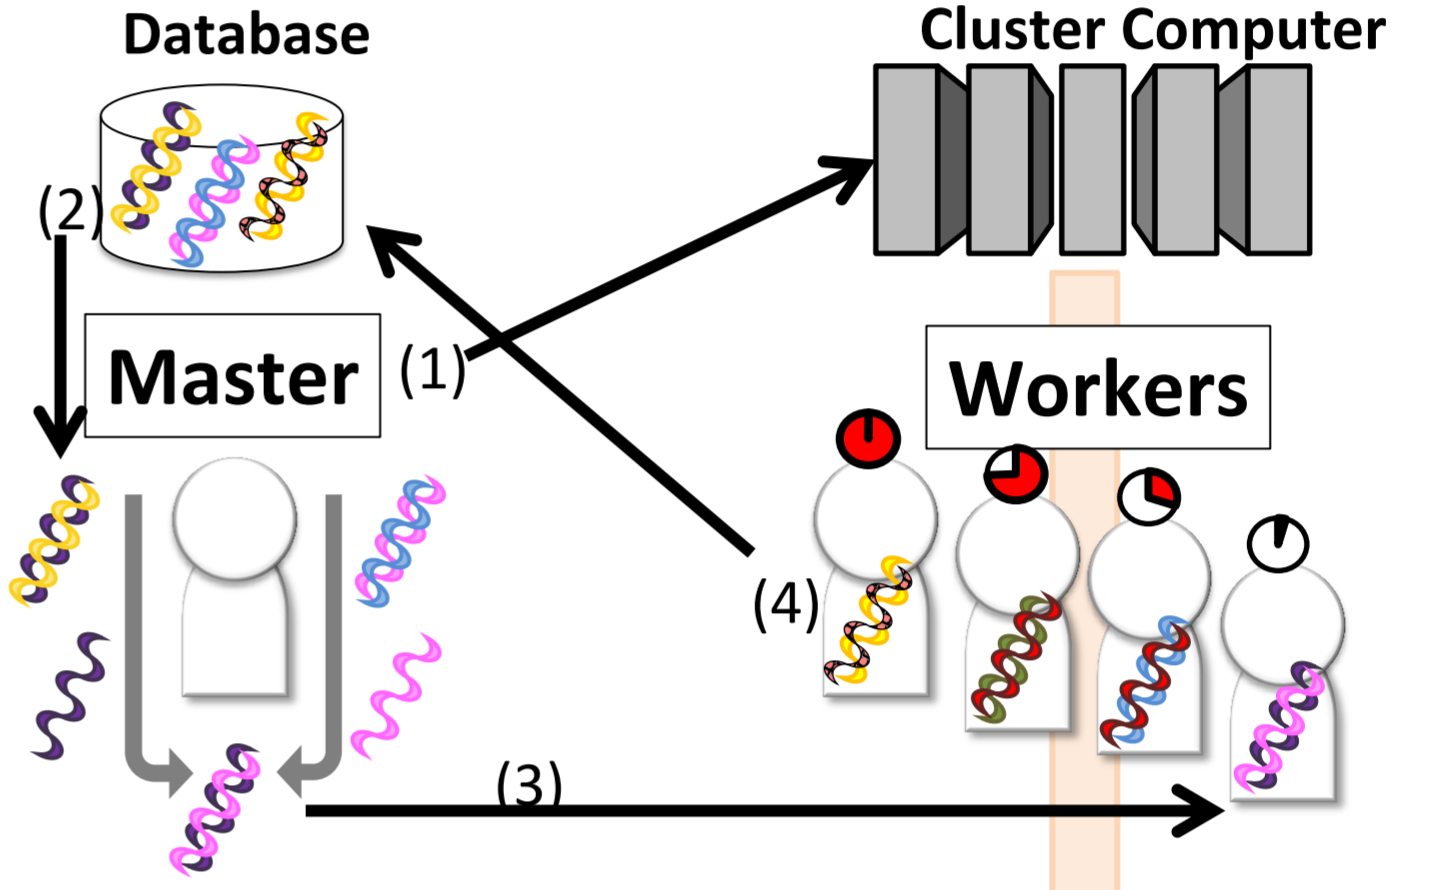 Database
Cluster Computer
(2)
Master
(1)
Workers
(4)
(3)